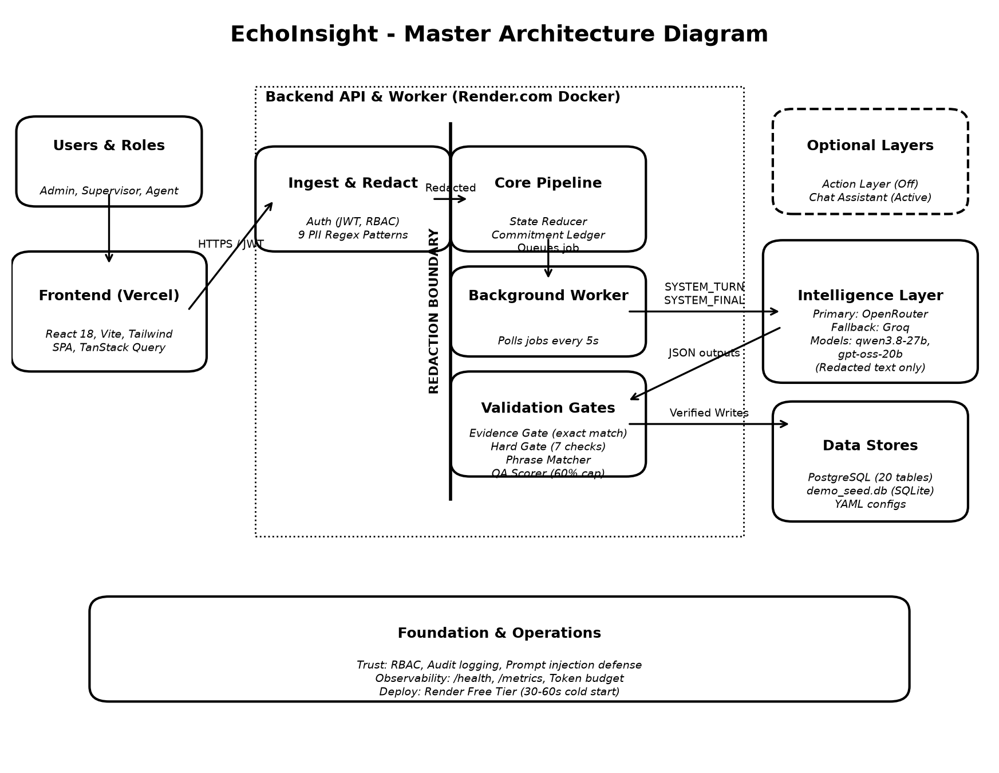 EchoInsight - Master Architecture Diagram
Backend API & Worker (Render.com Docker)
Users & Roles
Admin, Supervisor, Agent
Frontend (Vercel)
React 18, Vite, Tailwind
SPA, TanStack Query
HTTPS / JWT
Ingest & Redact
Auth (JWT, RBAC)
9 PII Regex Patterns
Redacted
REDACTION BOUNDARY
Core Pipeline
State Reducer
Commitment Ledger
Queues job
Background Worker
Polls jobs every 5s
SYSTEM_TURN
SYSTEM_FINAL
JSON outputs
Validation Gates
Evidence Gate (exact match)
Hard Gate (7 checks)
Phrase Matcher
QA Scorer (60% cap)
Verified Writes
Optional Layers
Action Layer (Off)
Chat Assistant (Active)
Intelligence Layer
Primary: OpenRouter
Fallback: Groq
Models: qwen3.8-27b,
gpt-oss-20b
(Redacted text only)
Data Stores
PostgreSQL (20 tables)
demo_seed.db (SQLite)
YAML configs
Foundation & Operations
Trust: RBAC, Audit logging, Prompt injection defense
Observability: /health, /metrics, Token budget
Deploy: Render Free Tier (30-60s cold start)